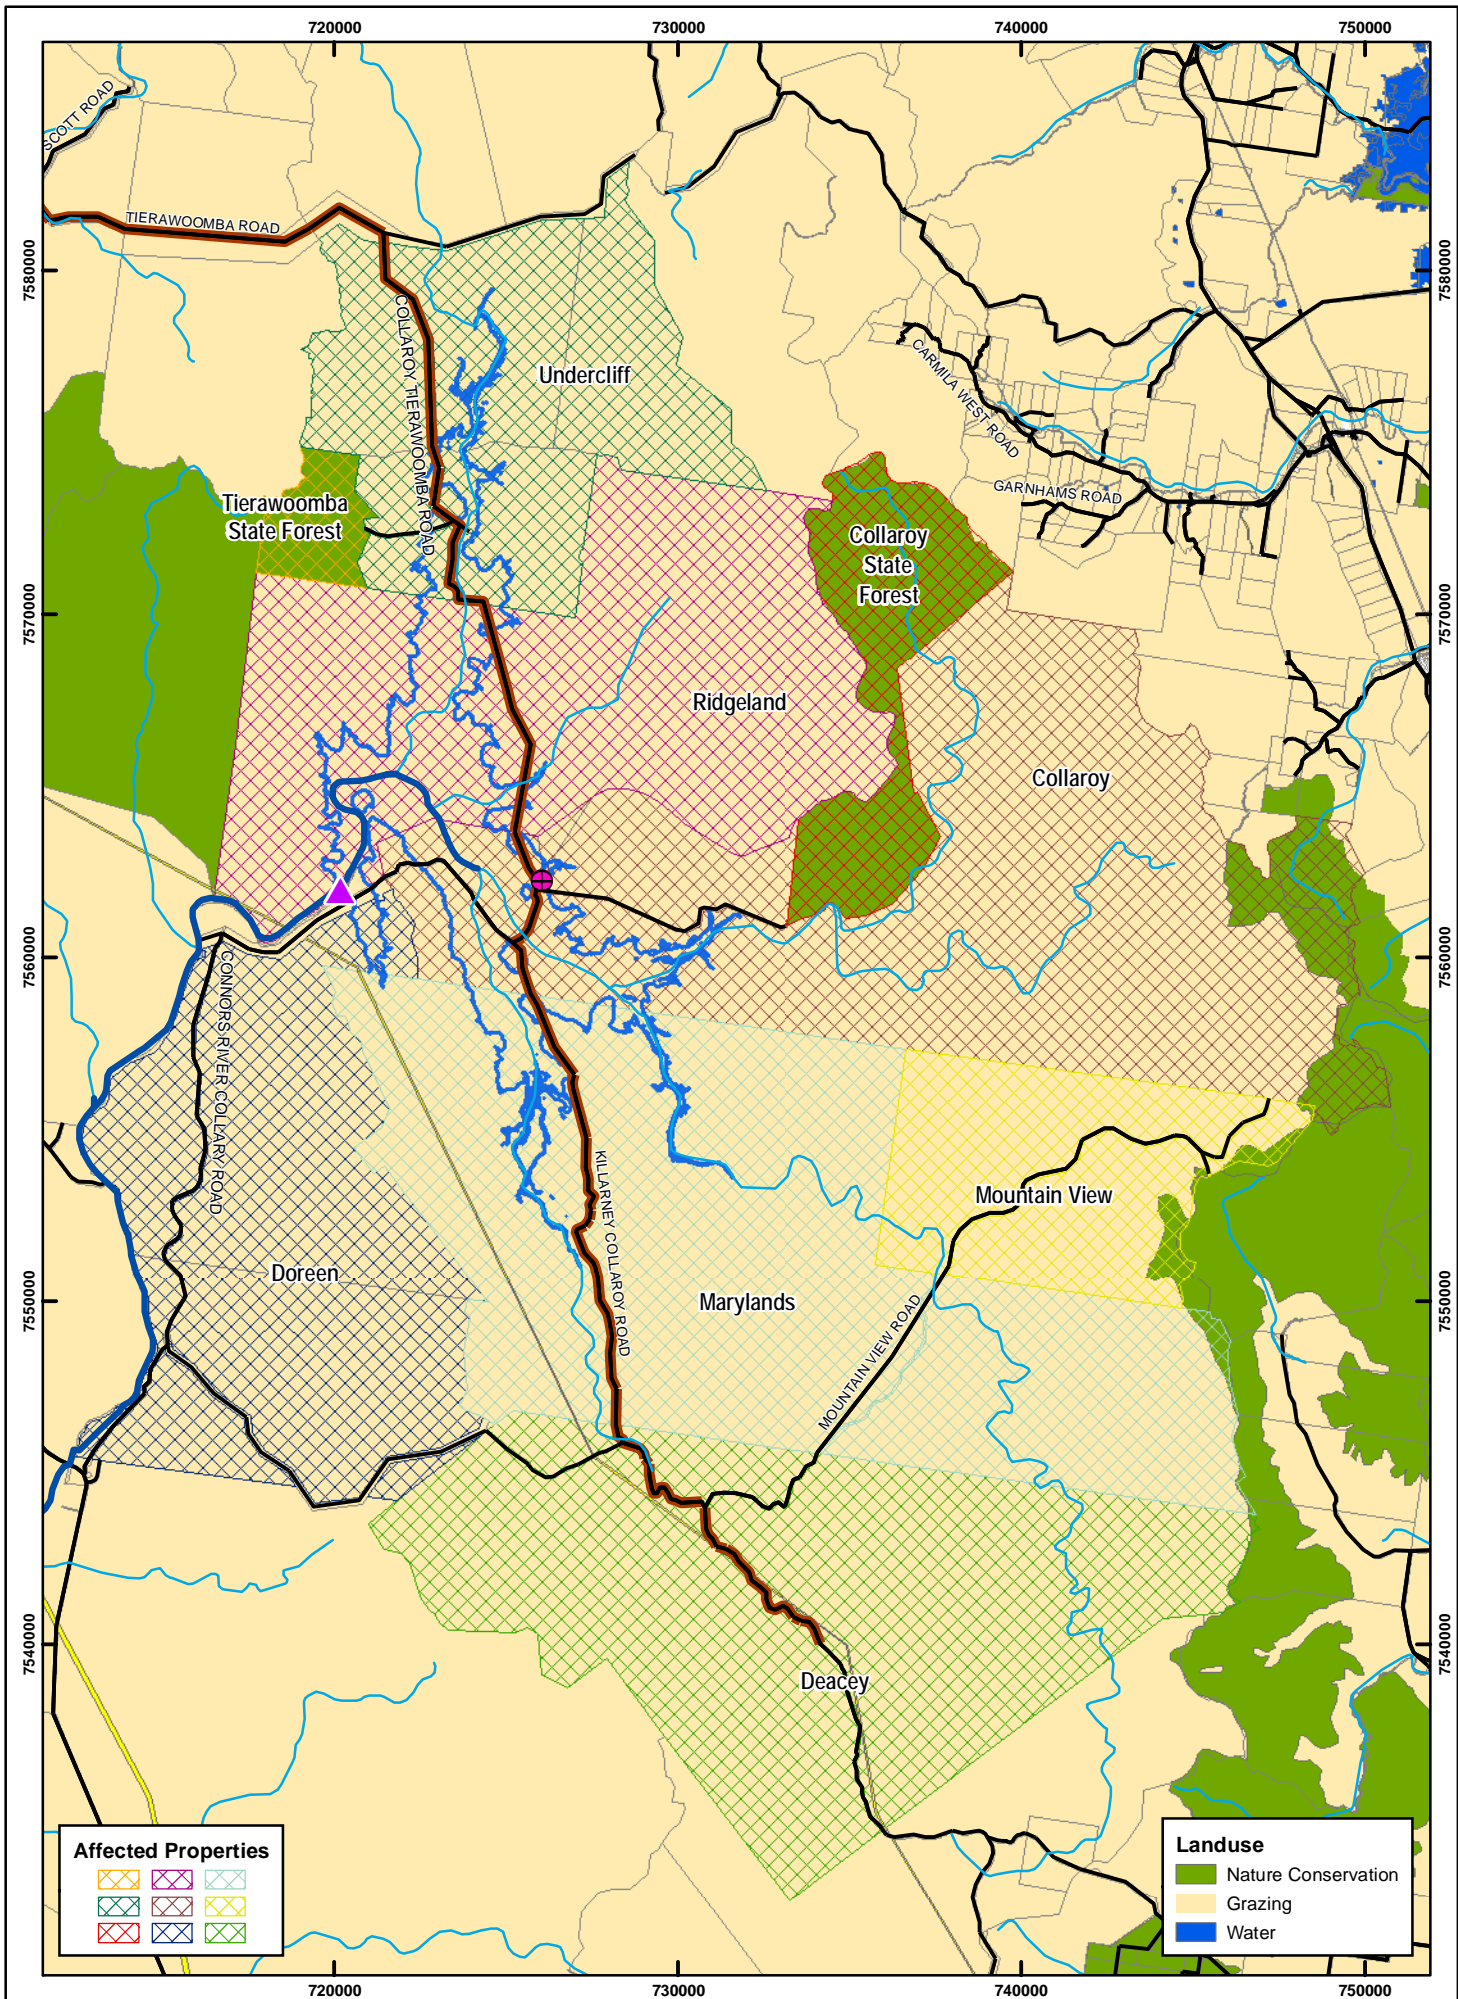 720000
730000
740000
750000
SCOTT ROAD
TIERAWOOMBA ROAD
7580000
7580000
COLLAROY TIERAWOOMBA ROAD
Undercliff
CARMILA WEST ROAD
GARNHAMS ROAD
Tierawoomba
State Forest
Collaroy
State
Forest
7570000
7570000
Ridgeland
Collaroy
7560000
7560000
CONNORS RIVER COLLARY ROAD
KILLARNEY COLLAROY ROAD
Mountain View
Doreen
Marylands
7550000
7550000
MOUNTAIN VIEW ROAD
7540000
7540000
Deacey
Affected Properties
Landuse
Nature Conservation
Grazing
Water
720000
730000
740000
750000